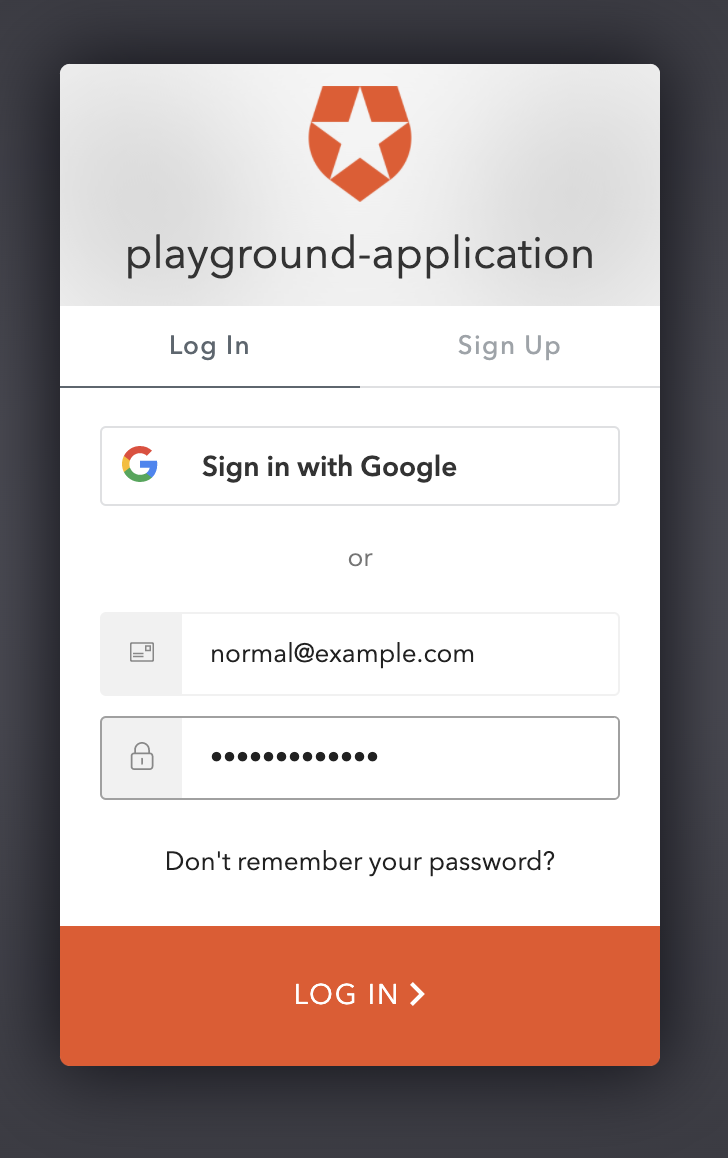 playground-application
Log In
Sign Up
Sign in with Google
or
normal@example.com
•••••••••••••
Don't remember your password?
LOG IN